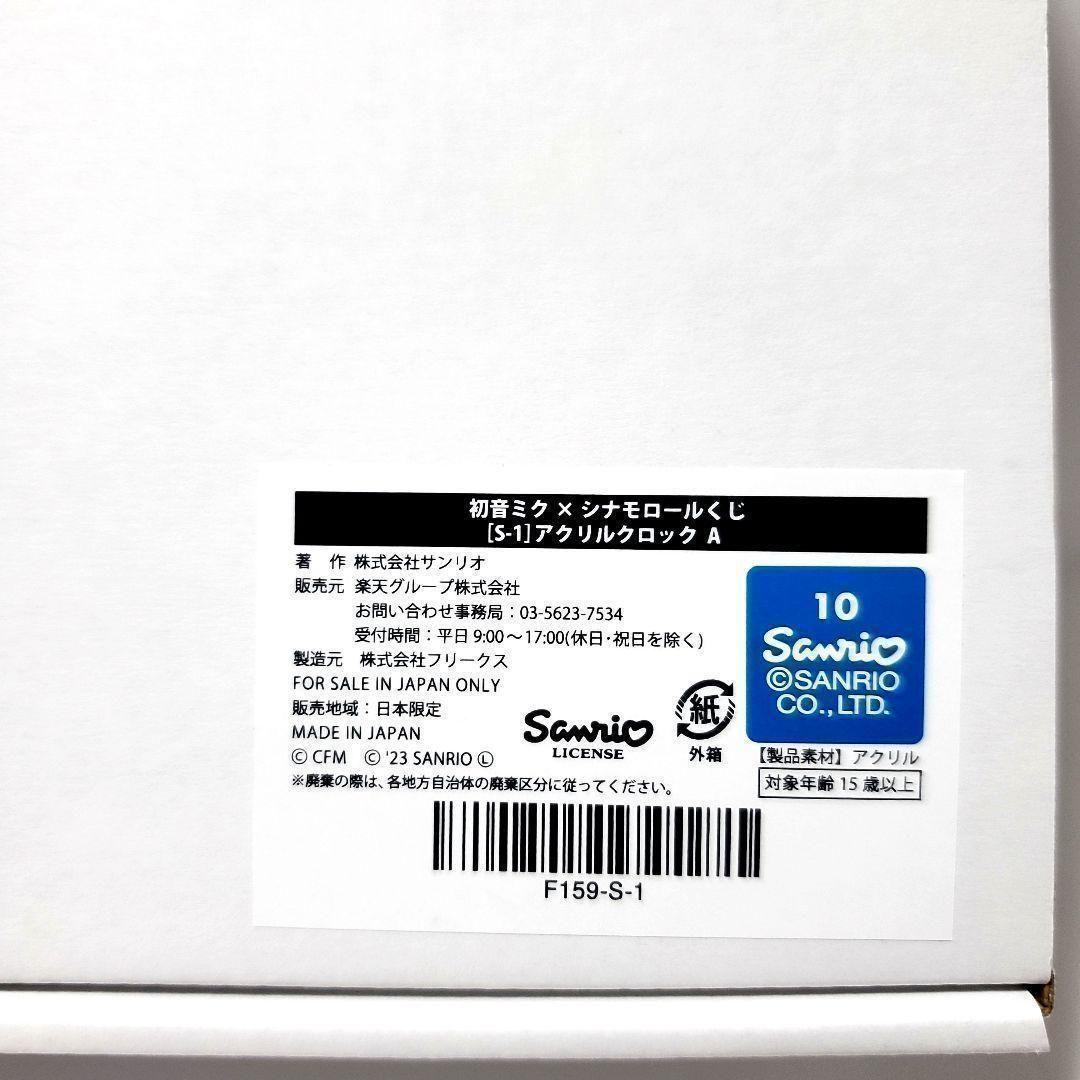 初音ミク × シナモロールくじ
[S-1]アクリルクロック A
著 作 株式会社サンリオ
販売元 楽天グループ株式会社
お問い合わせ事務局：03-5623-7534
受付時間：平日 9:00～17:00(休日･祝日を除く)
製造元 株式会社フリークス
FOR SALE IN JAPAN ONLY
販売地域：日本限定
MADE IN JAPAN
Ⓒ CFM Ⓒ '23 SANRIO Ⓛ
※廃棄の際は、各地方自治体の廃棄区分に従ってください。
Sanrio
LICENSE
紙
外箱
10
Sanrio
©SANRIO
CO.,LTD.
【製品素材】アクリル
対象年齢 15 歳以上
F159-S-1